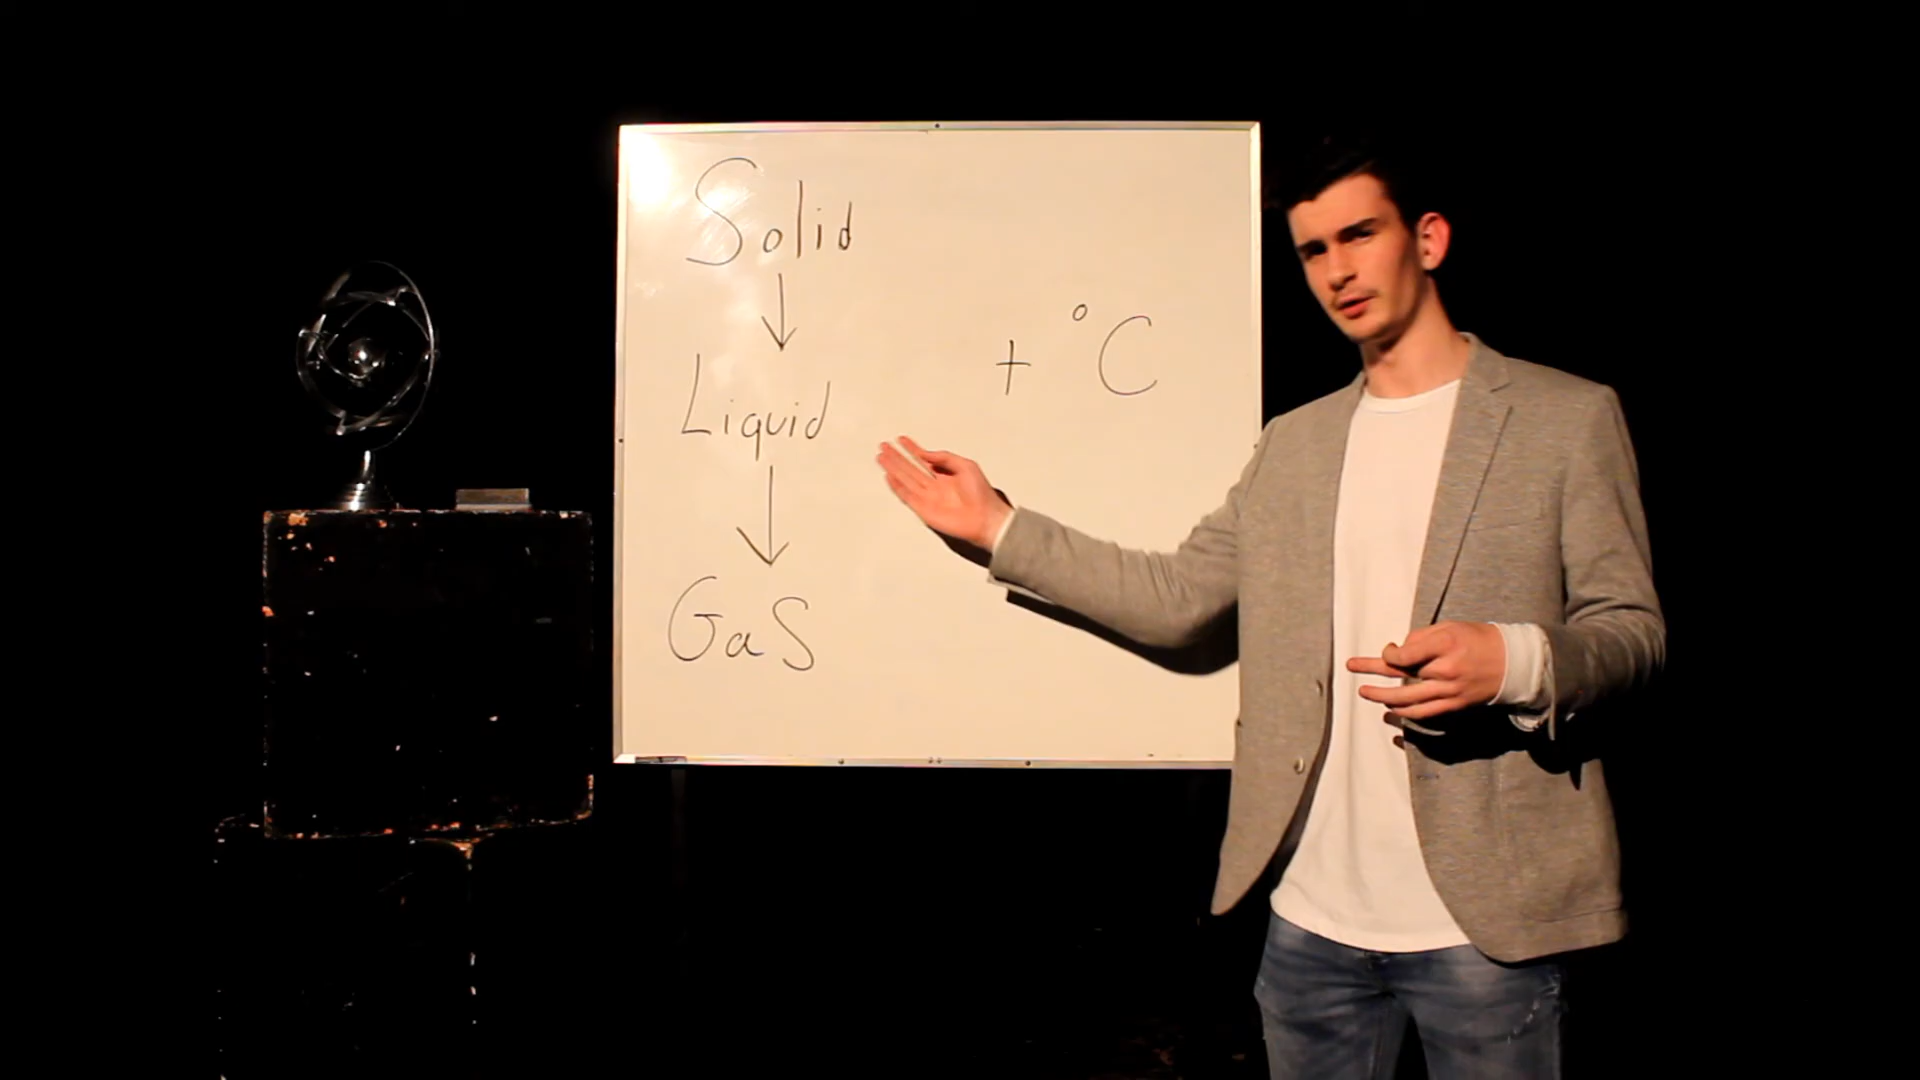 Solid
↓
Liquid
↓
GaS
+ °C